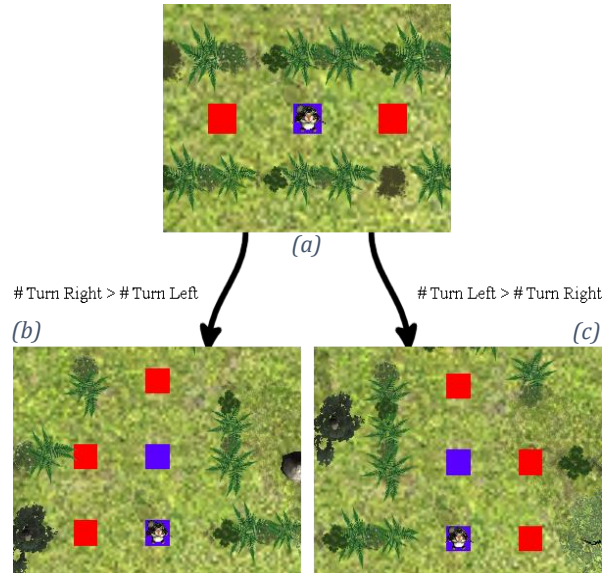 (a)
# Turn Right > # Turn Left
# Turn Left > # Turn Right
(b)
(c)